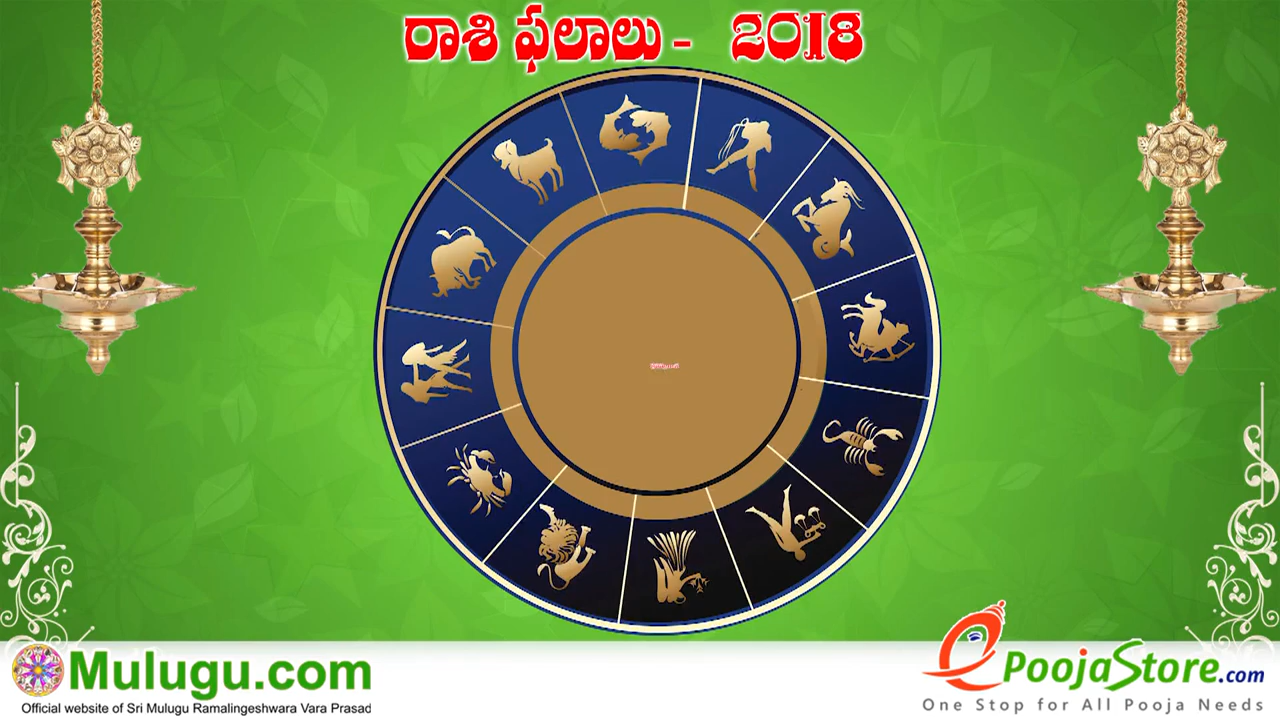 రాశి ఫలాలు - 2018
Mulugu.com
Official website of Sri Mulugu Ramalingeshwara Vara Prasad
ePoojaStore.com
One Stop for All Pooja Needs